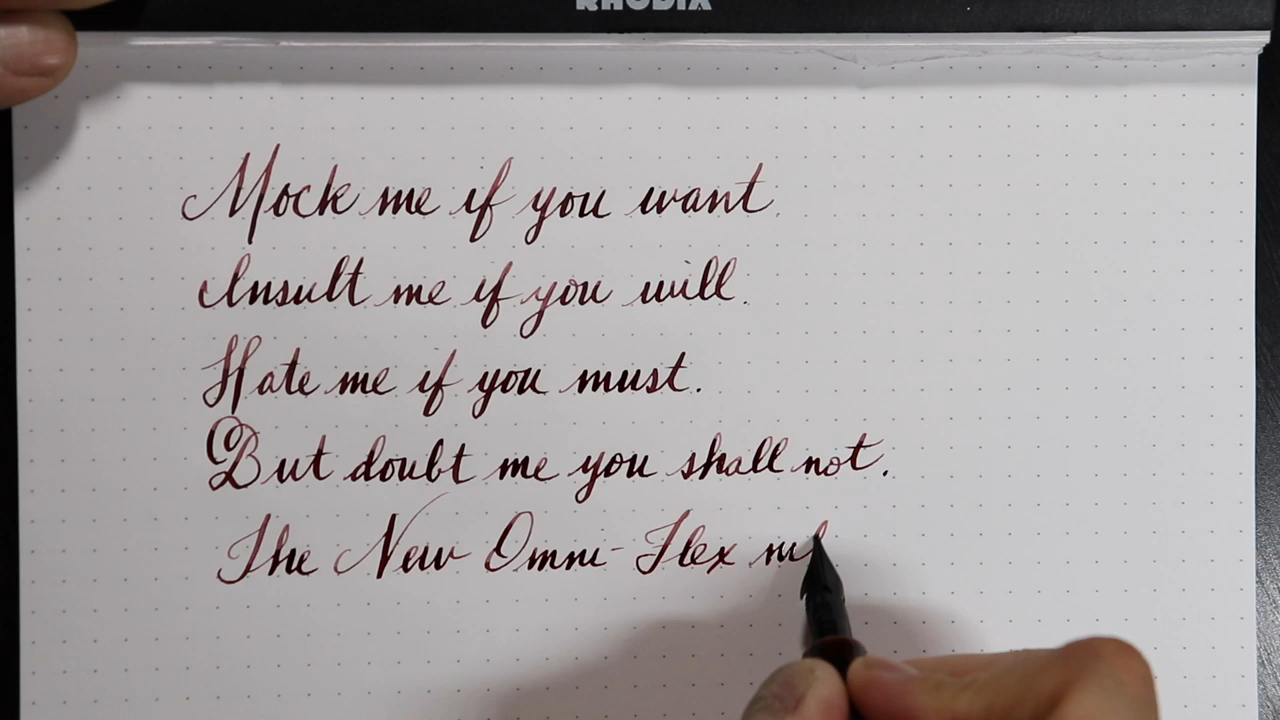 RHODIA
Mock me if you want.
Insult me if you will.
Hate me if you must.
But doubt me you shall not.
The New Omni-Flex